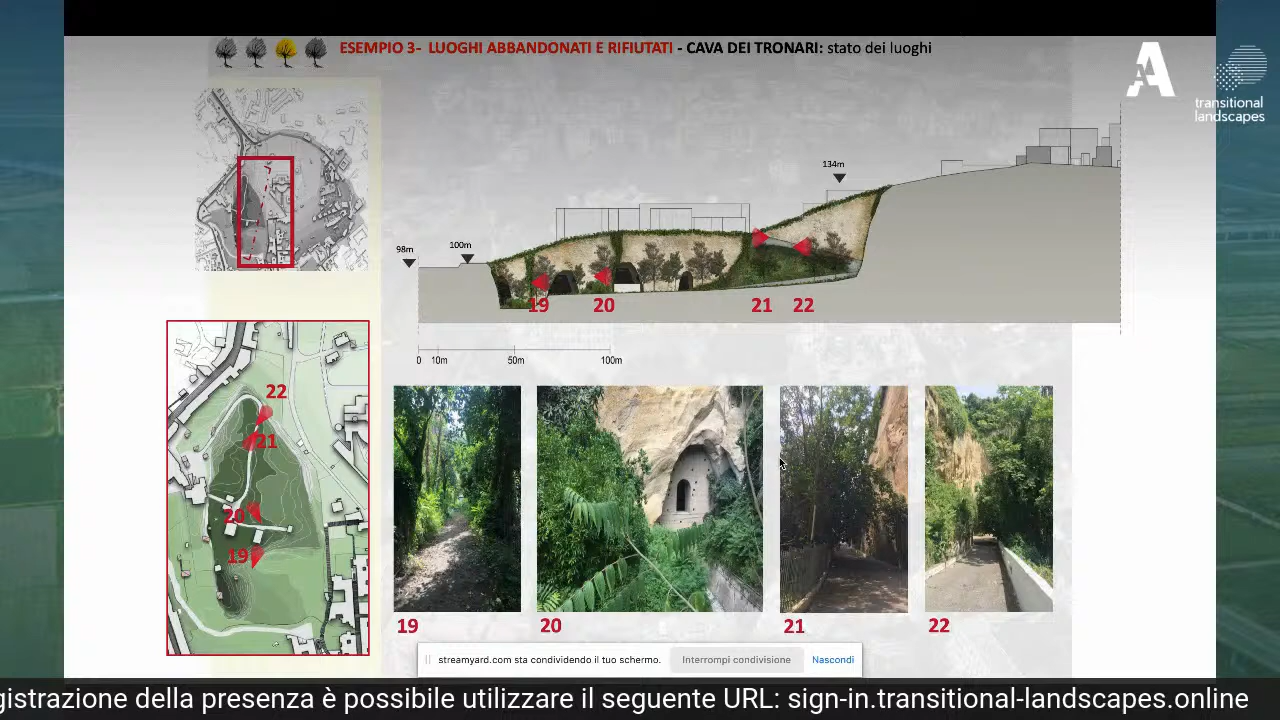 ESEMPIO 3- LUOGHI ABBANDONATI E RIFIUTATI - CAVA DEI TRONARI: stato dei luoghi
transitional
landscapes
134m
98m
100m
19
20
21
22
0
10m
50m
100m
22
21
20
19
19
20
21
22
streamyard.com sta condividendo il tuo schermo.
Interrompi condivisione
Nascondi
gistrazione della presenza è possibile utilizzare il seguente URL: sign-in.transitional-landscapes.online